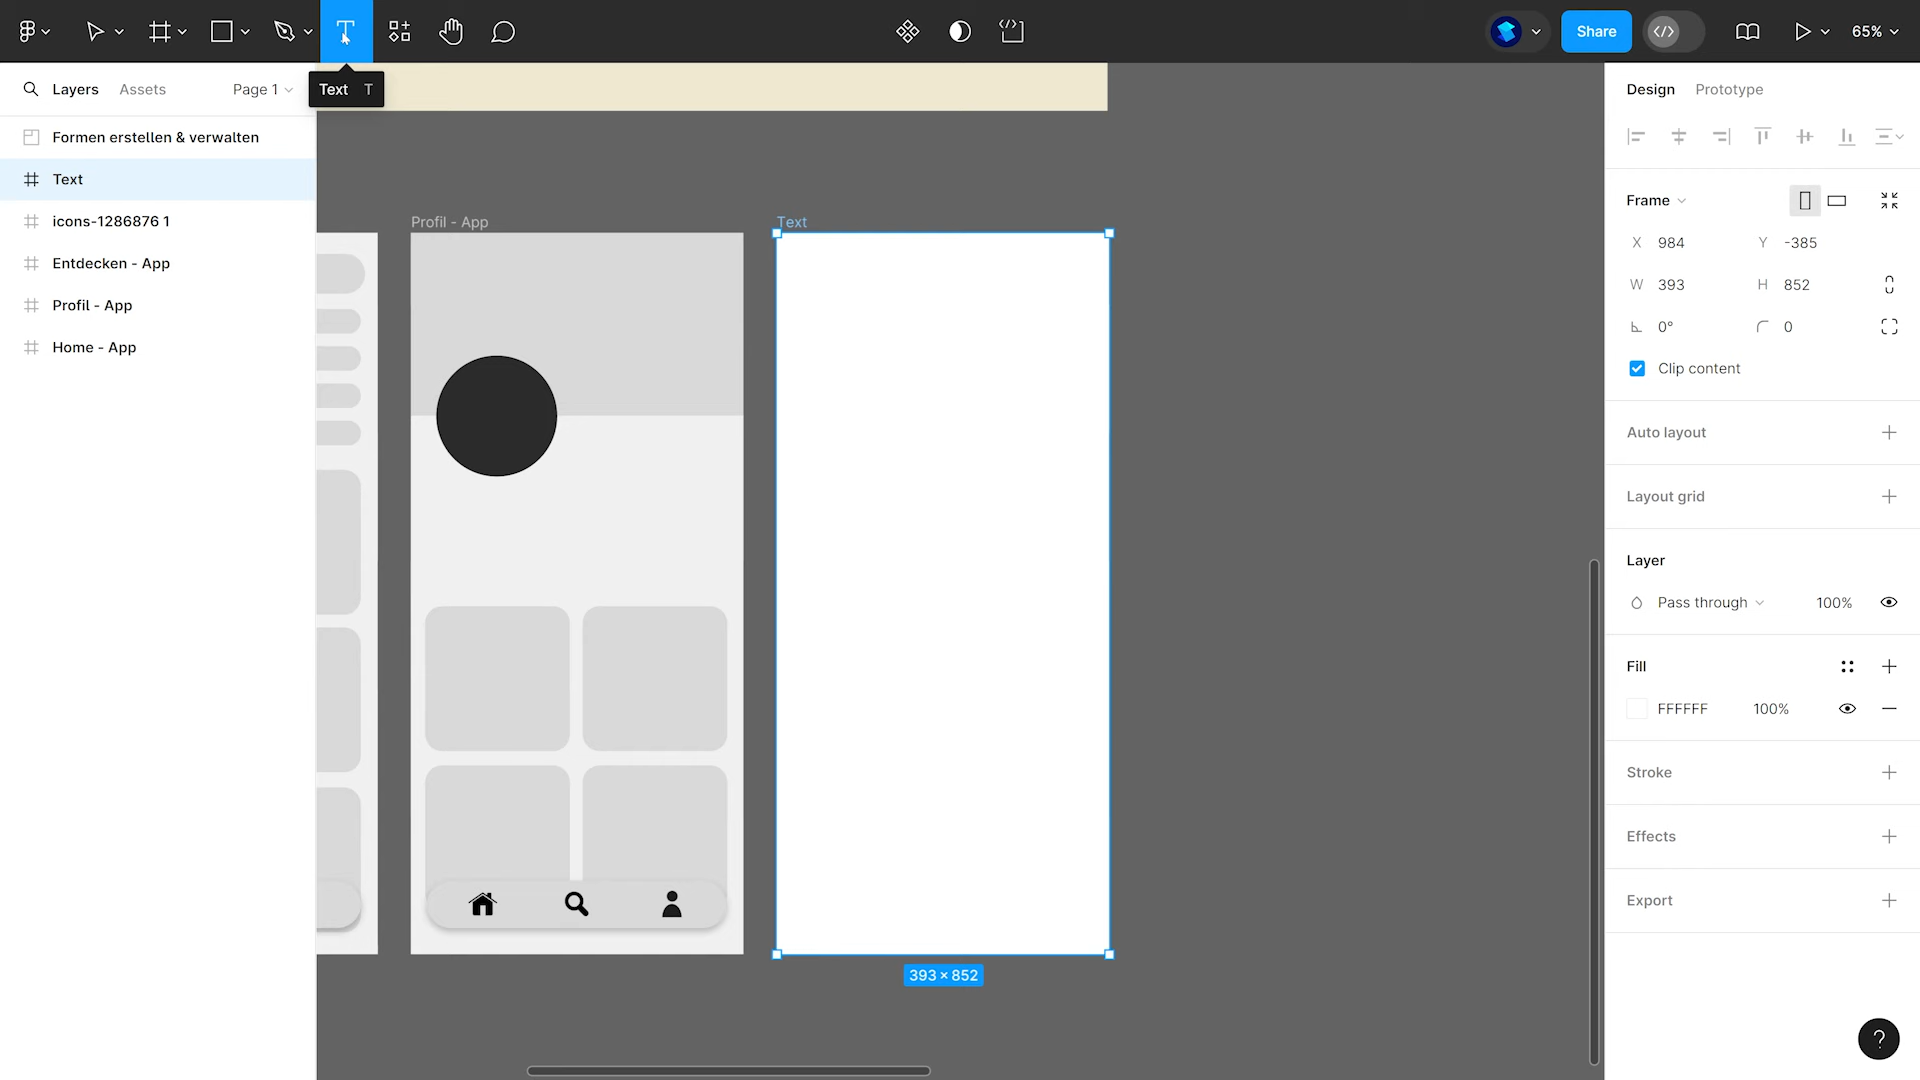 Share
65%
Layers
Assets
Page 1
Text T
Design
Prototype
Formen erstellen & verwalten
Text
icons-1286876 1
Entdecken - App
Profil - App
Home - App
Profil - App
Text
393 × 852
Frame
X 984
Y -385
W 393
H 852
0°
0
Clip content
Auto layout
Layout grid
Layer
Pass through
100%
Fill
FFFFFF
100%
Stroke
Effects
Export
?